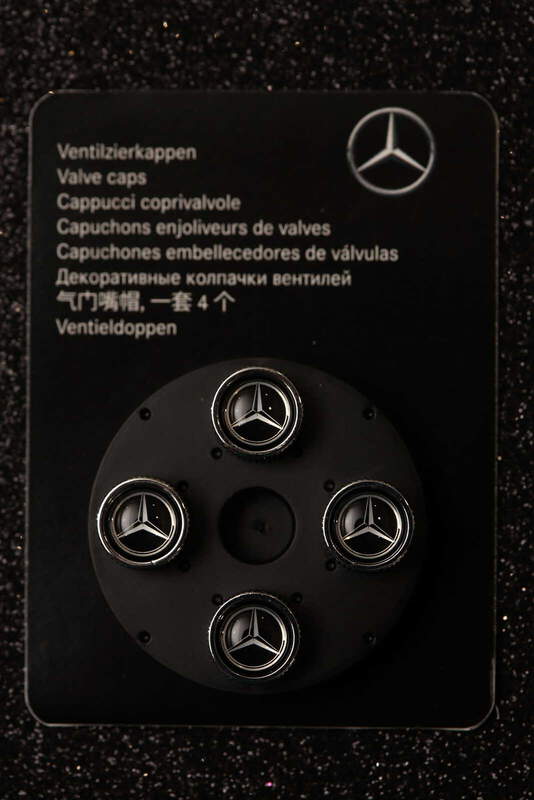 Ventilzierkappen
Valve caps
Cappucci coprivalvole
Capuchons enjoliveurs de valves
Capuchones embellecedores de válvulas
Декоративные колпачки вентилей
气门嘴帽, 一套 4 个
Ventieldoppen